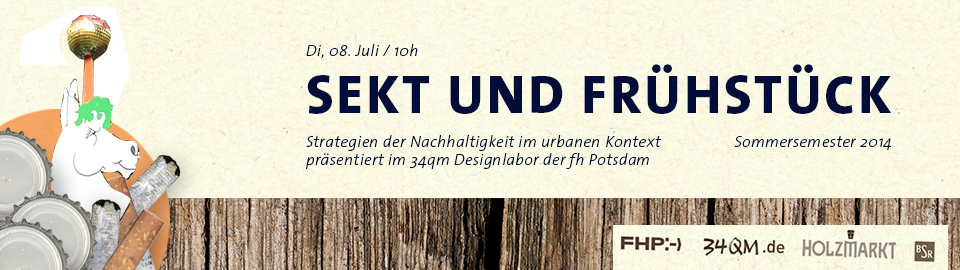 Di, 08. Juli / 10h
SEKT UND FRÜHSTÜCK
Strategien der Nachhaltigkeit im urbanen Kontext
präsentiert im 34qm Designlabor der fh Potsdam
Sommersemester 2014
FHP:-)
34QM.de
HOLZMARKT
BSR